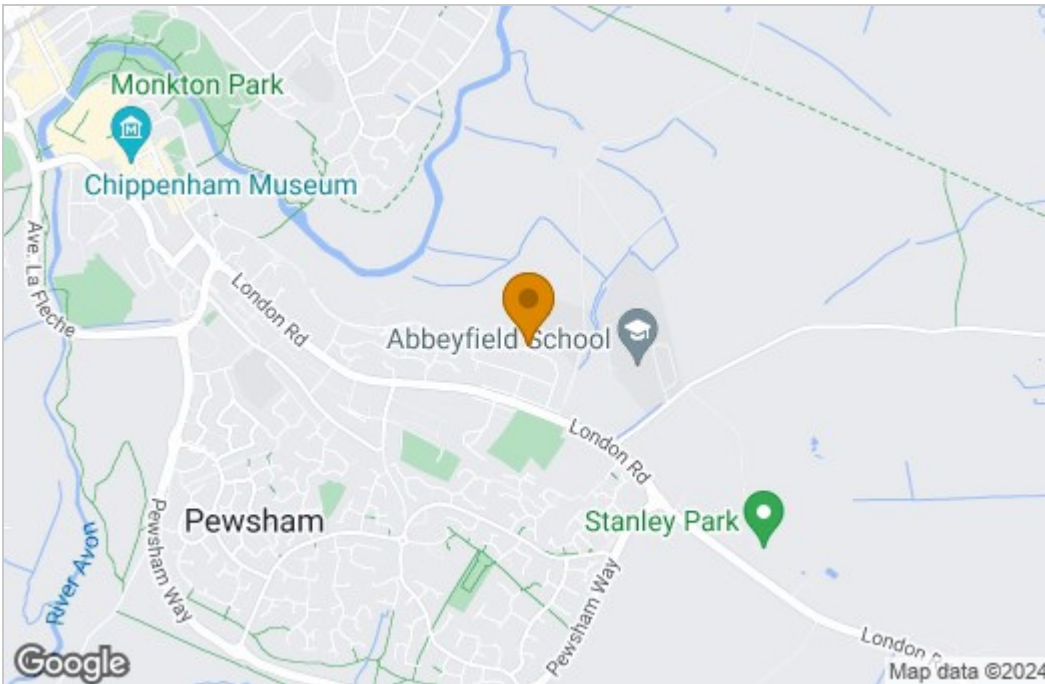 Monkton Park
Chippenham Museum
Ave. La Fleche
London Rd
Abbeyfield School
London Rd
Pewsham
Stanley Park
River Avon
Pewsham Way
Pewsham Way
London R
Google
Map data ©2024